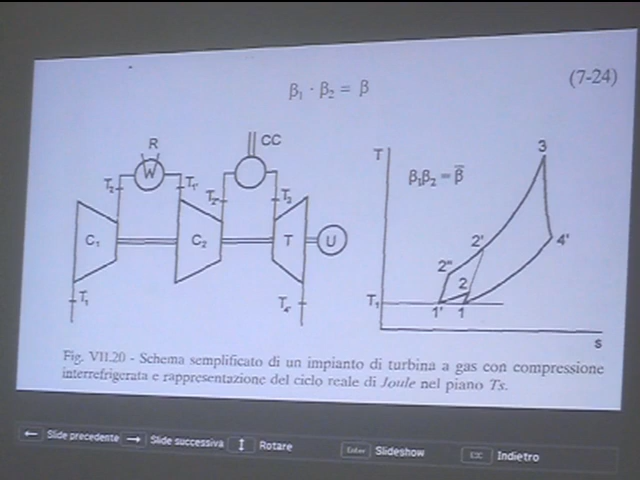 β₁ · β₂ = β
(7-24)
R
CC
T₂
T₁'
T₂'
T₃
C₁
C₂
T
U
T₁
T₄'
T
β₁β₂ = β̅
3
2'
4'
2"
2
T₁
1'
1
s
Fig. VII.20 - Schema semplificato di un impianto di turbina a gas con compressione
interrefrigerata e rappresentazione del ciclo reale di Joule nel piano Ts.
← Slide precedente → Slide successiva ↕ Rotare Enter Slideshow ESC Indietro